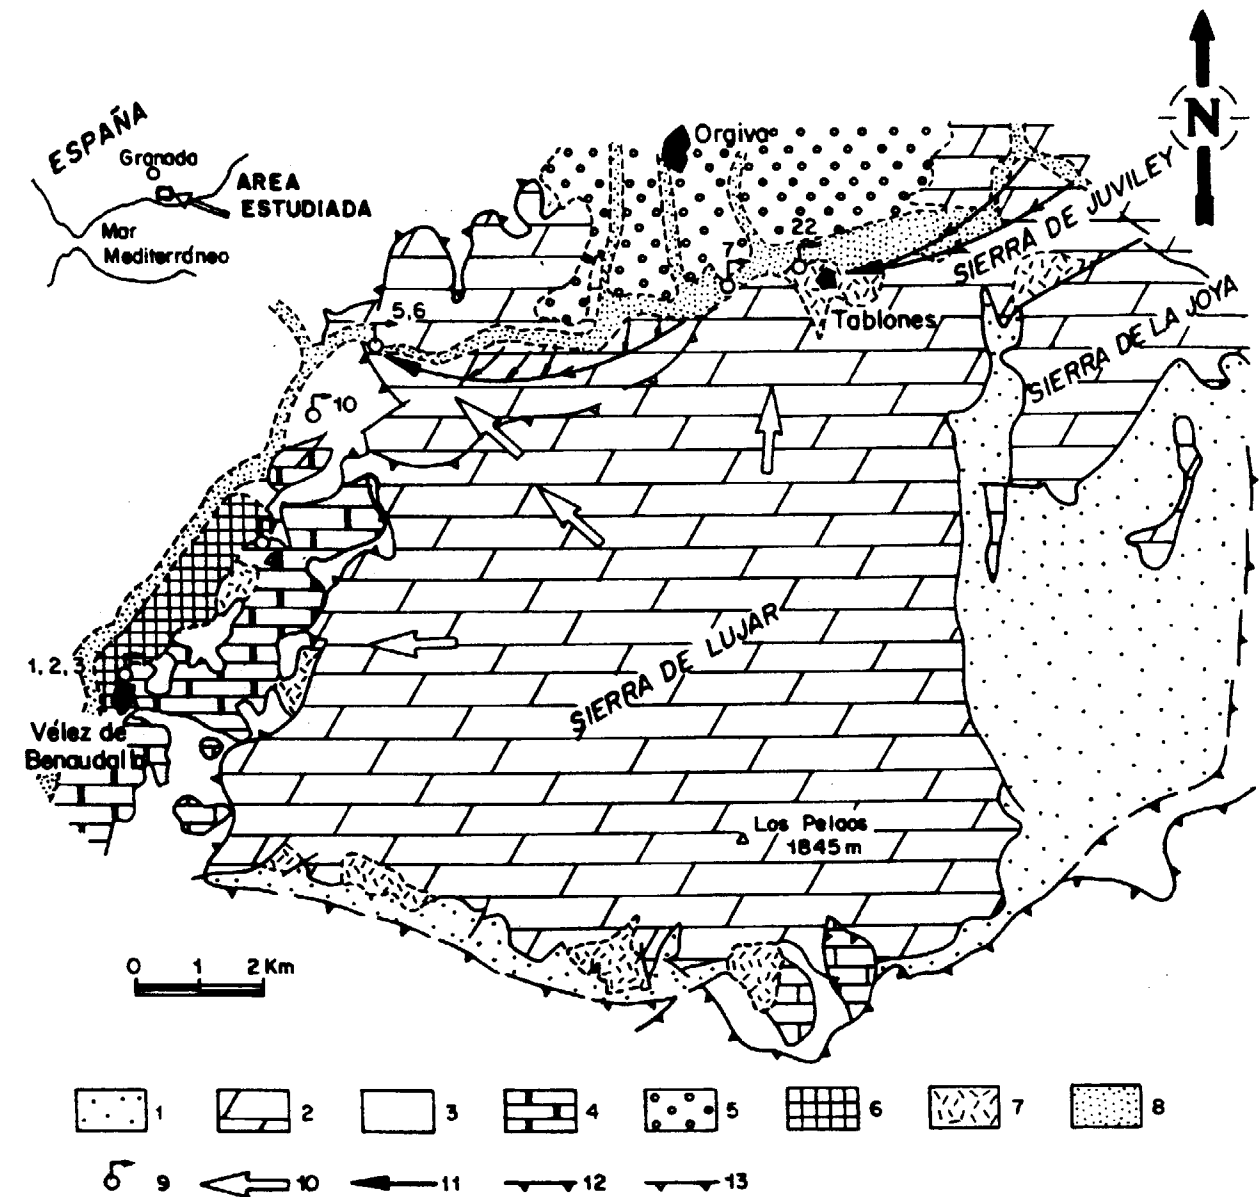 ESPAÑA
Granada
AREA
ESTUDIADA
Mar
Mediterráneo
N
Orgiva
SIERRA DE JUVILEY
22
7
Tablones
SIERRA DE LA JOYA
5,6
10
1, 2, 3
Vélez de
Benaudalla
SIERRA DE LUJAR
Los Pelaos
1845 m
0 1 2 Km
1 2 3 4 5 6 7 8
9 10 11 12 13